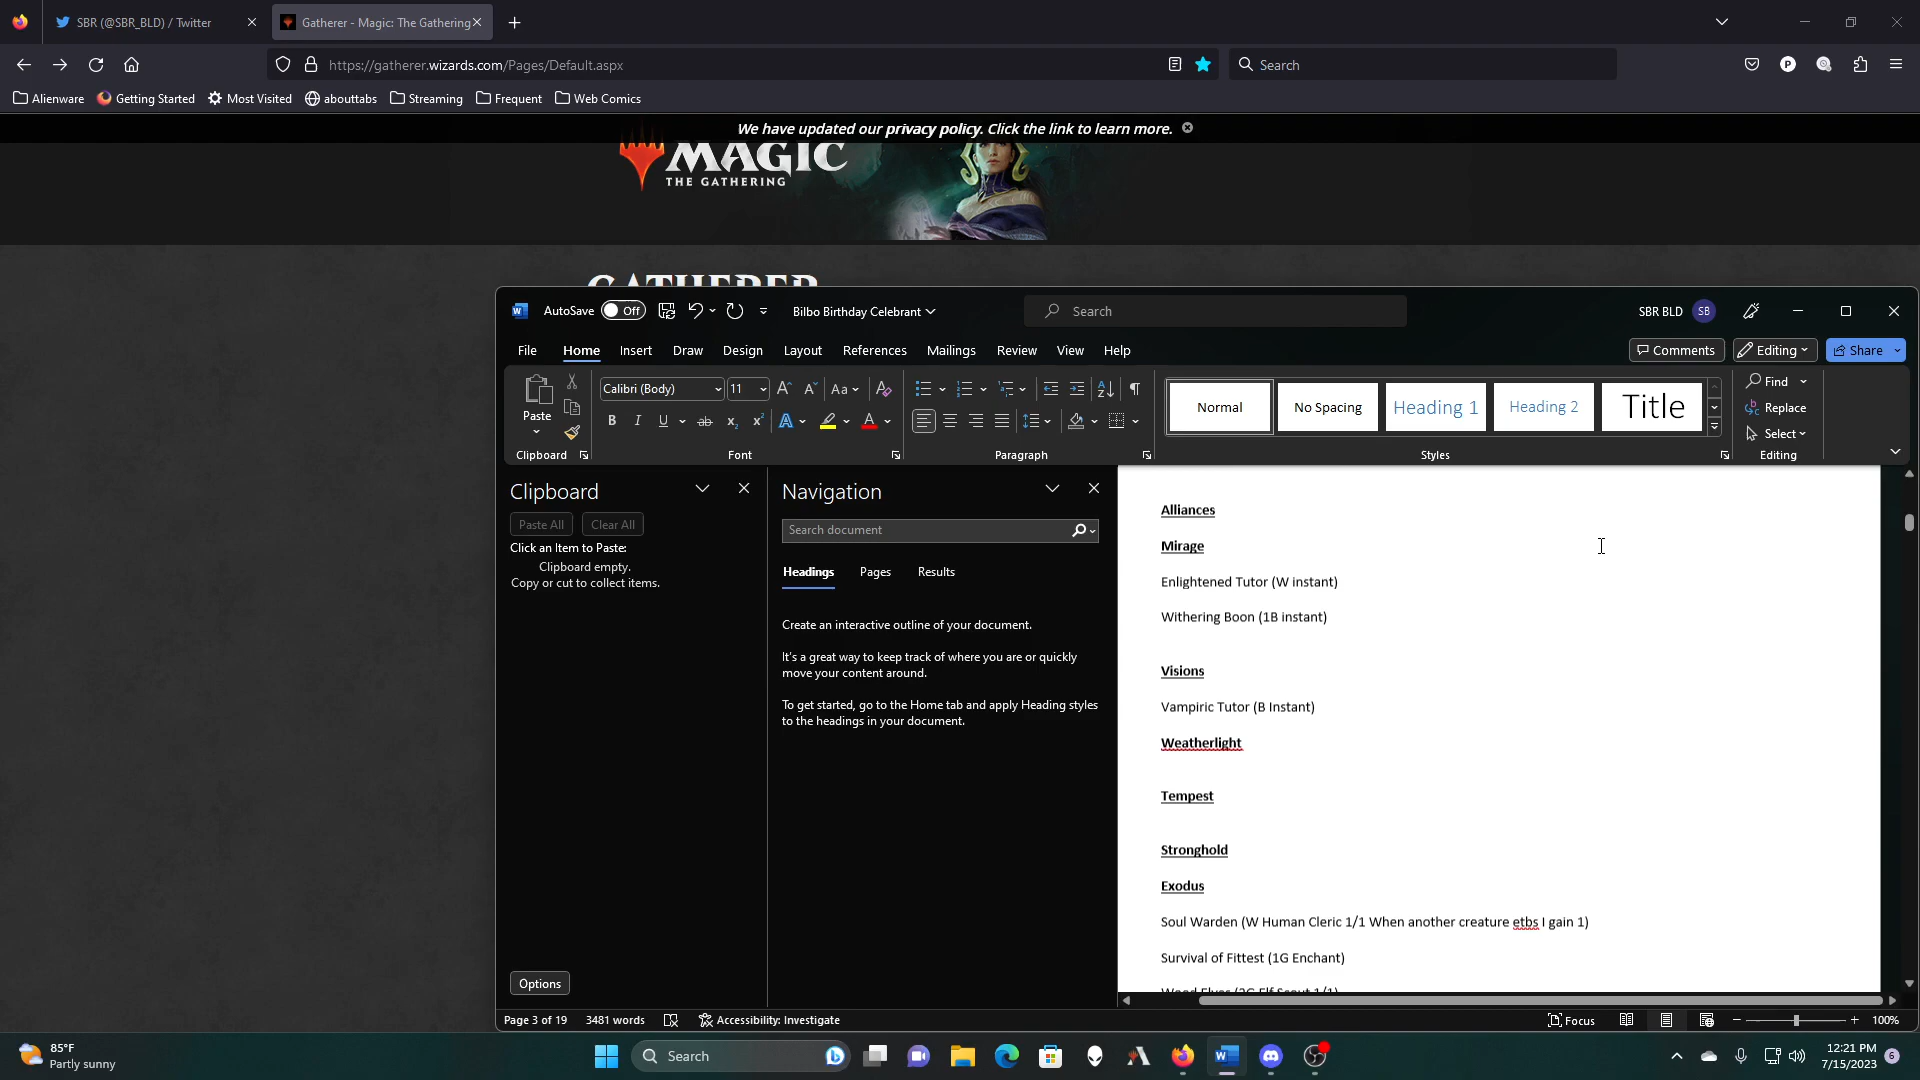 SBR (@SBR_BLD) / Twitter
Gatherer - Magic: The Gathering
https://gatherer.wizards.com/Pages/Default.aspx
Search
Alienware
Getting Started
Most Visited
abouttabs
Streaming
Frequent
Web Comics
We have updated our privacy policy. Click the link to learn more.
MAGIC
THE GATHERING
GATHERER
AutoSave Off
Bilbo Birthday Celebrant
Search
SBR BLD SB
File Home Insert Draw Design Layout References Mailings Review View Help
Comments Editing Share
Paste
Calibri (Body) 11
Normal
No Spacing
Heading 1
Heading 2
Title
Find
Replace
Select
Clipboard Font Paragraph Styles Editing
Clipboard
Paste All Clear All
Click an Item to Paste:
Clipboard empty.
Copy or cut to collect items.
Options
Navigation
Search document
Headings Pages Results
Create an interactive outline of your document.
It's a great way to keep track of where you are or quickly
move your content around.
To get started, go to the Home tab and apply Heading styles
to the headings in your document.
Alliances
Mirage
Enlightened Tutor (W instant)
Withering Boon (1B instant)
Visions
Vampiric Tutor (B Instant)
Weatherlight
Tempest
Stronghold
Exodus
Soul Warden (W Human Cleric 1/1 When another creature etbs I gain 1)
Survival of Fittest (1G Enchant)
Wood Elves (2G Elf Scout 1/1)
Page 3 of 19 3481 words Accessibility: Investigate
Focus 100%
85°F
Partly sunny
Search
12:21 PM
7/15/2023
6